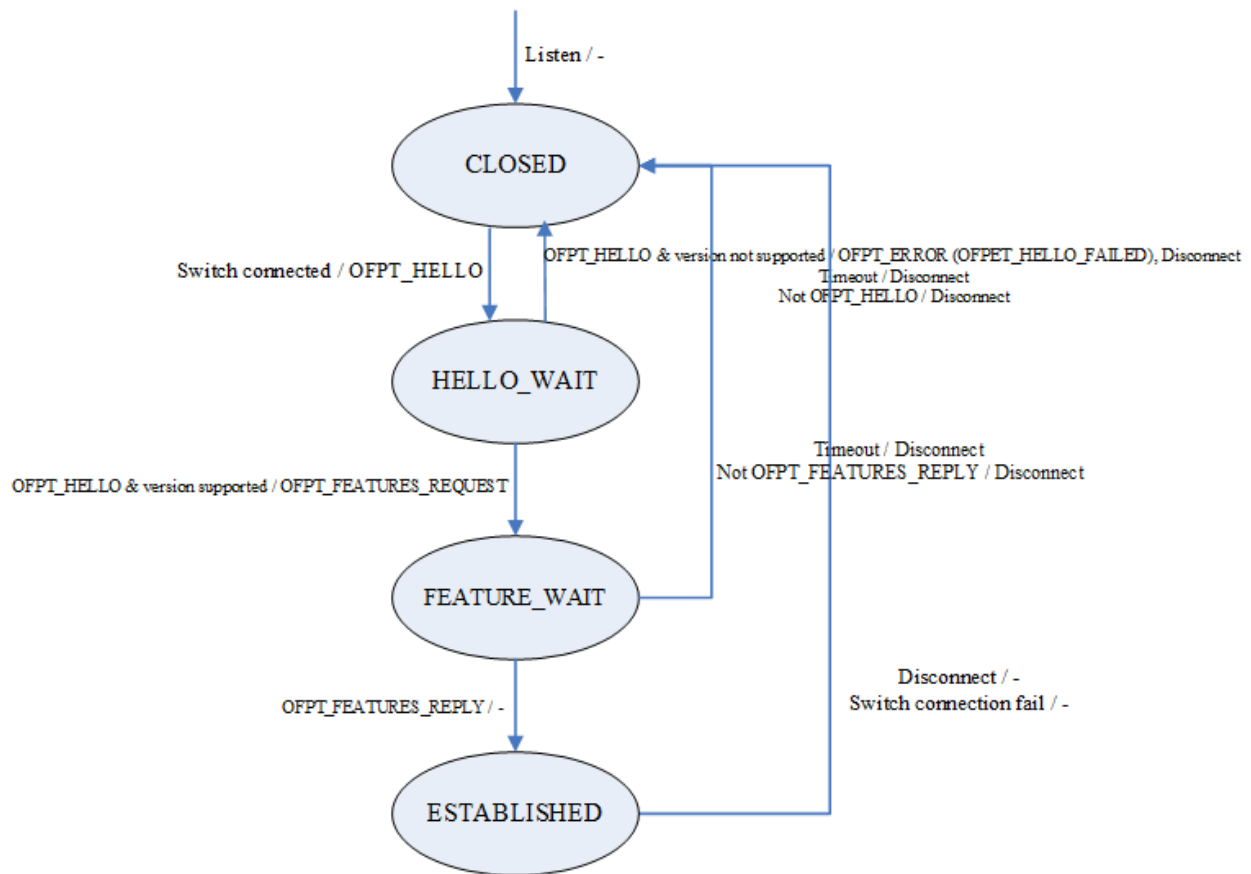 Listen / -
CLOSED
Switch connected / OFPT_HELLO
OFPT_HELLO & version not supported / OFPT_ERROR (OFPET_HELLO_FAILED), Disconnect
Timeout / Disconnect
Not OFPT_HELLO / Disconnect
HELLO_WAIT
OFPT_HELLO & version supported / OFPT_FEATURES_REQUEST
Timeout / Disconnect
Not OFPT_FEATURES_REPLY / Disconnect
FEATURE_WAIT
OFPT_FEATURES_REPLY / -
Disconnect / -
Switch connection fail / -
ESTABLISHED